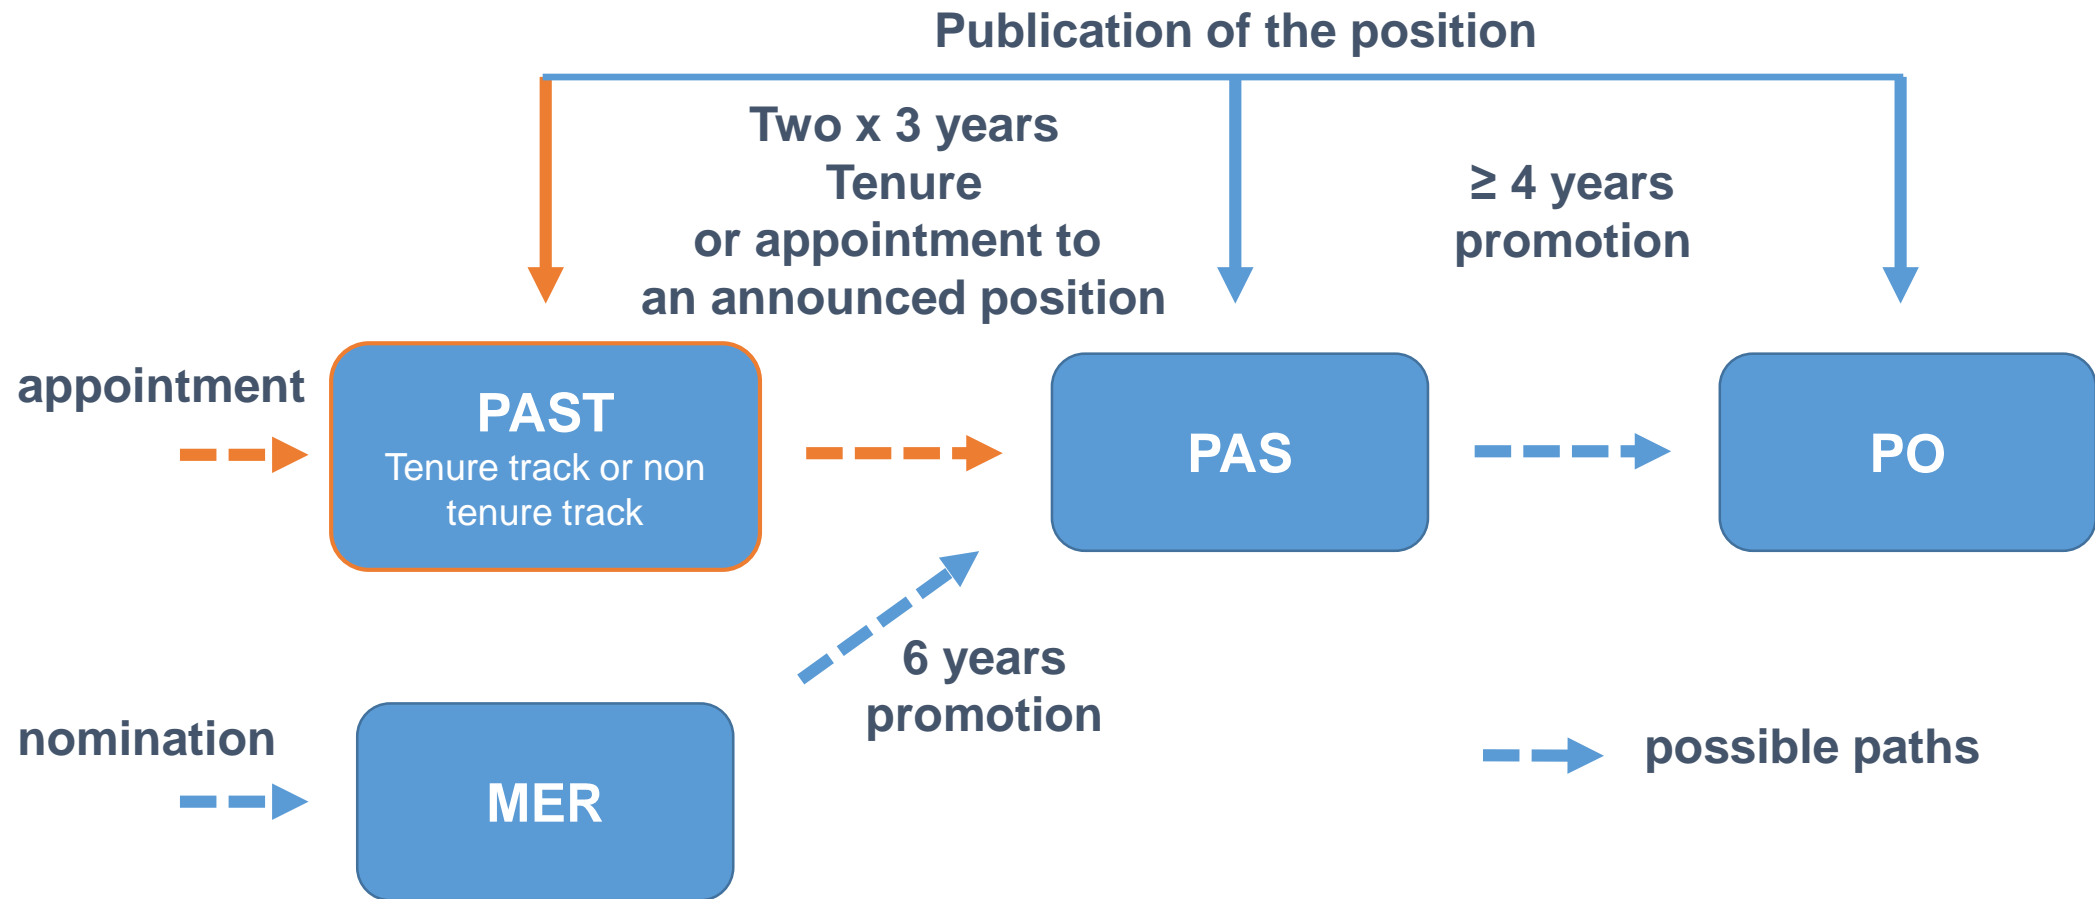 Publication of the position
Two x 3 years
Tenure
or appointment to
an announced position
≥ 4 years
promotion
appointment
PAST
Tenure track or non
tenure track
PAS
PO
6 years
promotion
nomination
MER
possible paths